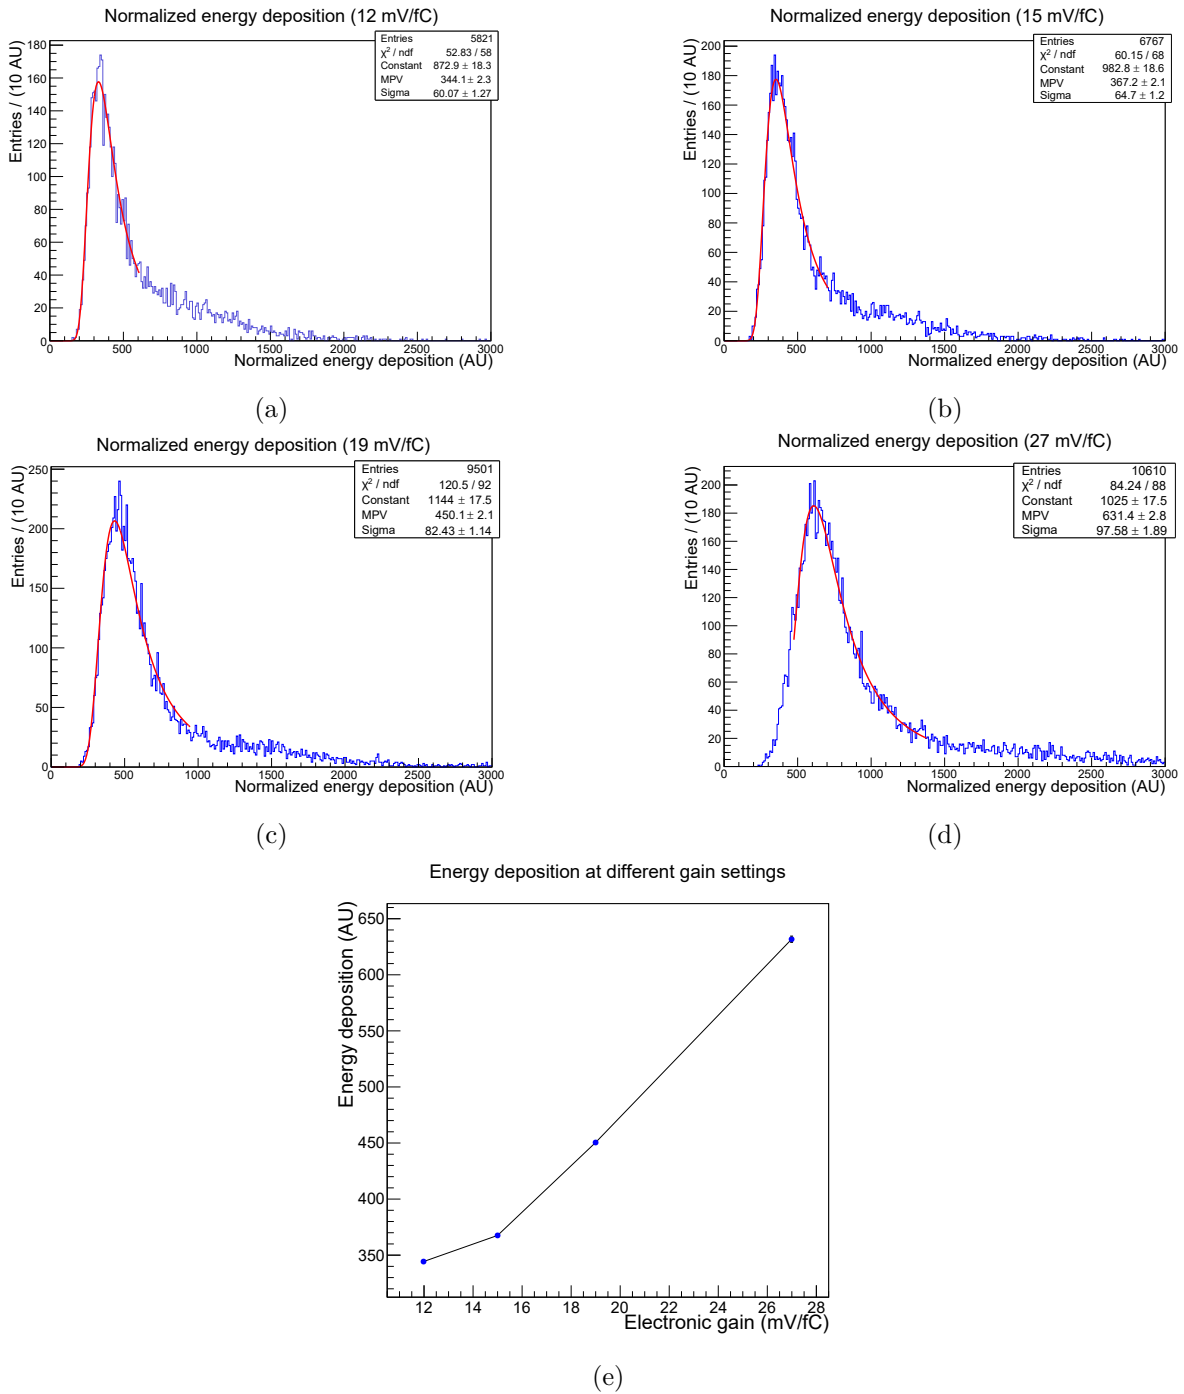 Normalized energy deposition (12 mV/fC)
Entries 5821
χ² / ndf 52.83 / 58
Constant 872.9 ± 18.3
MPV 344.1 ± 2.3
Sigma 60.07 ± 1.27
Entries / (10 AU)
180
160
140
120
100
80
60
40
20
0
0 500 1000 1500 2000 2500 3000
Normalized energy deposition (AU)
(a)
Normalized energy deposition (15 mV/fC)
Entries 6767
χ² / ndf 60.15 / 68
Constant 982.8 ± 18.6
MPV 367.2 ± 2.1
Sigma 64.7 ± 1.2
Entries / (10 AU)
200
180
160
140
120
100
80
60
40
20
0
0 500 1000 1500 2000 2500 3000
Normalized energy deposition (AU)
(b)
Normalized energy deposition (19 mV/fC)
Entries 9501
χ² / ndf 120.5 / 92
Constant 1144 ± 17.5
MPV 450.1 ± 2.1
Sigma 82.43 ± 1.14
Entries / (10 AU)
250
200
150
100
50
0
0 500 1000 1500 2000 2500 3000
Normalized energy deposition (AU)
(c)
Normalized energy deposition (27 mV/fC)
Entries 10610
χ² / ndf 84.24 / 88
Constant 1025 ± 17.5
MPV 631.4 ± 2.8
Sigma 97.58 ± 1.89
Entries / (10 AU)
200
180
160
140
120
100
80
60
40
20
0
0 500 1000 1500 2000 2500 3000
Normalized energy deposition (AU)
(d)
Energy deposition at different gain settings
Energy deposition (AU)
650
600
550
500
450
400
350
12 14 16 18 20 22 24 26 28
Electronic gain (mV/fC)
(e)